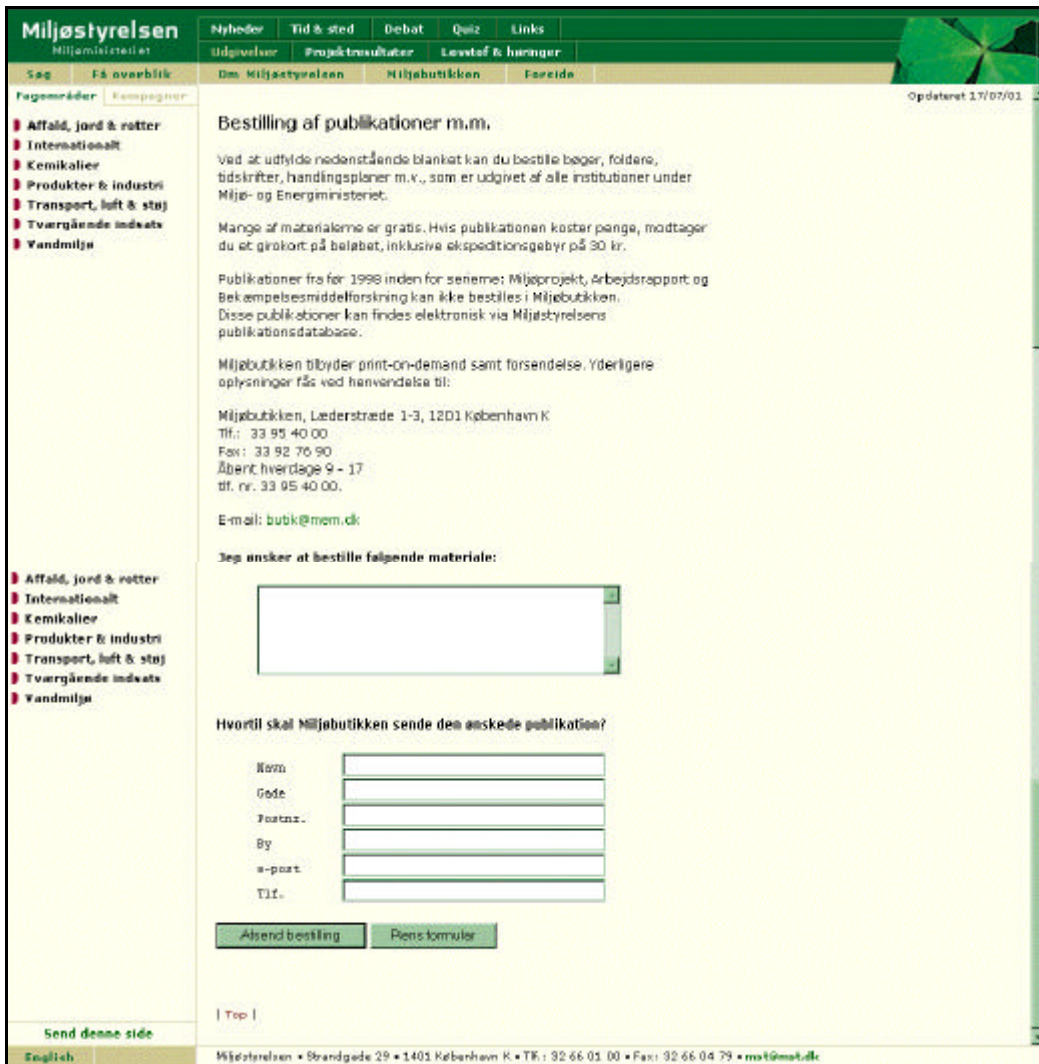 Miljøstyrelsen
Miljøministeriet
Nyheder Tid & sted Debat Quiz Links
Udgivelser Projektresultater Lovstof & høringer
Søg Få overblik Om Miljøstyrelsen Miljøbutikken Forside
Fagområder Kampagner
Opdateret 17/07/01
Affald, jord & rotter
Internationalt
Kemikalier
Produkter & industri
Transport, luft & støj
Tværgående indsats
Vandmiljø
Bestilling af publikationer m.m.
Ved at udfylde nedenstående blanket kan du bestille bøger, foldere,
tidskrifter, handlingsplaner m.v., som er udgivet af alle institutioner under
Miljø- og Energiministeriet.
Mange af materialerne er gratis. Hvis publikationen koster penge, modtager
du et girokort på beløbet, inklusive ekspeditionsgebyr på 30 kr.
Publikationer fra før 1998 inden for serierne: Miljøprojekt, Arbejdsrapport og
Bekæmpelsesmiddelforskning kan ikke bestilles i Miljøbutikken.
Disse publikationer kan findes elektronisk via Miljøstyrelsens
publikationsdatabase.
Miljøbutikken tilbyder print-on-demand samt forsendelse. Yderligere
oplysninger fås ved henvendelse til:
Miljøbutikken, Læderstræde 1-3, 1201 København K
Tlf.: 33 95 40 00
Fax: 33 92 76 90
Åbent hverdage 9 - 17
tlf. nr. 33 95 40 00.
E-mail: butik@mem.dk
Jeg ønsker at bestille følgende materiale:
Affald, jord & rotter
Internationalt
Kemikalier
Produkter & industri
Transport, luft & støj
Tværgående indsats
Vandmiljø
Hvortil skal Miljøbutikken sende den ønskede publikation?
Navn
Gade
Postnr.
By
e-post
Tlf.
Afsend bestilling Rens formular
| Top |
Send denne side
English
Miljøstyrelsen • Strandgade 29 • 1401 København K • Tlf.: 32 66 01 00 • Fax: 32 66 04 79 • mst@mst.dk